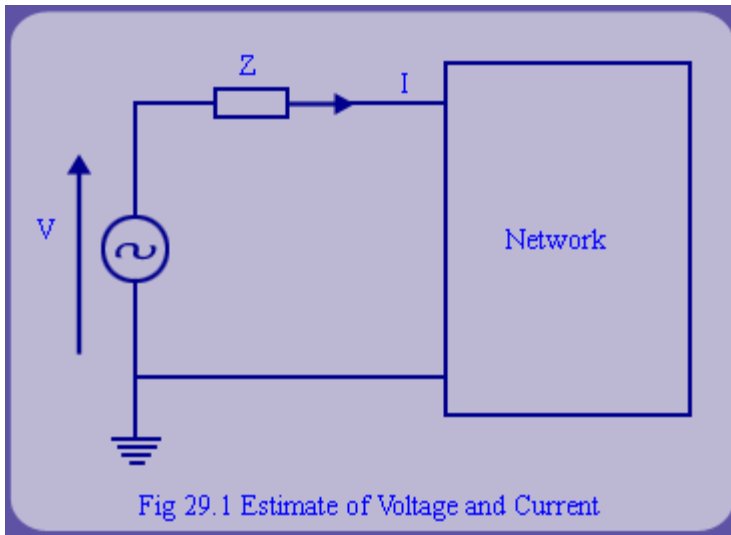 Z
I
V
Network
Fig 29.1 Estimate of Voltage and Current